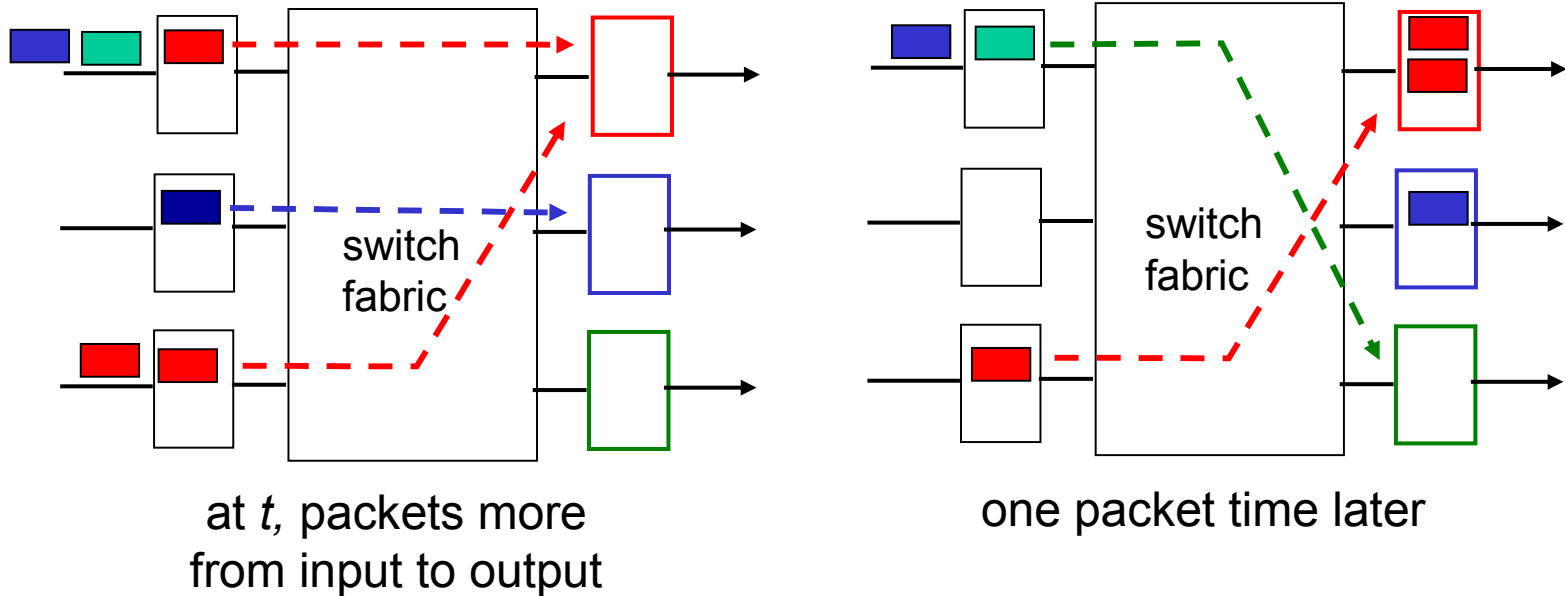 switch
fabric
switch
fabric
at t, packets more
from input to output
one packet time later